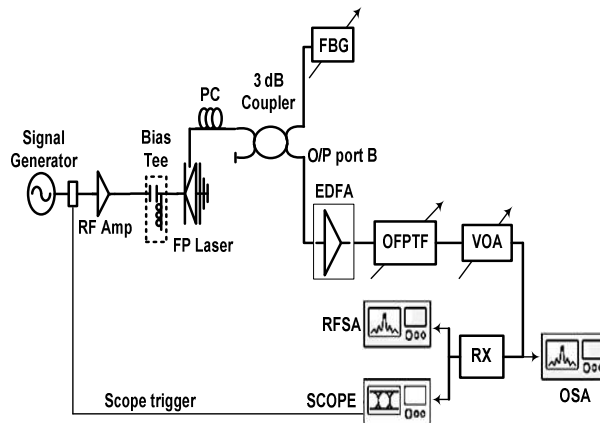 FBG
3 dB
Coupler
PC
Signal
Generator
Bias
Tee
O/P port B
EDFA
RF Amp
FP Laser
OFPTF
VOA
RFSA
RX
SCOPE
OSA
Scope trigger